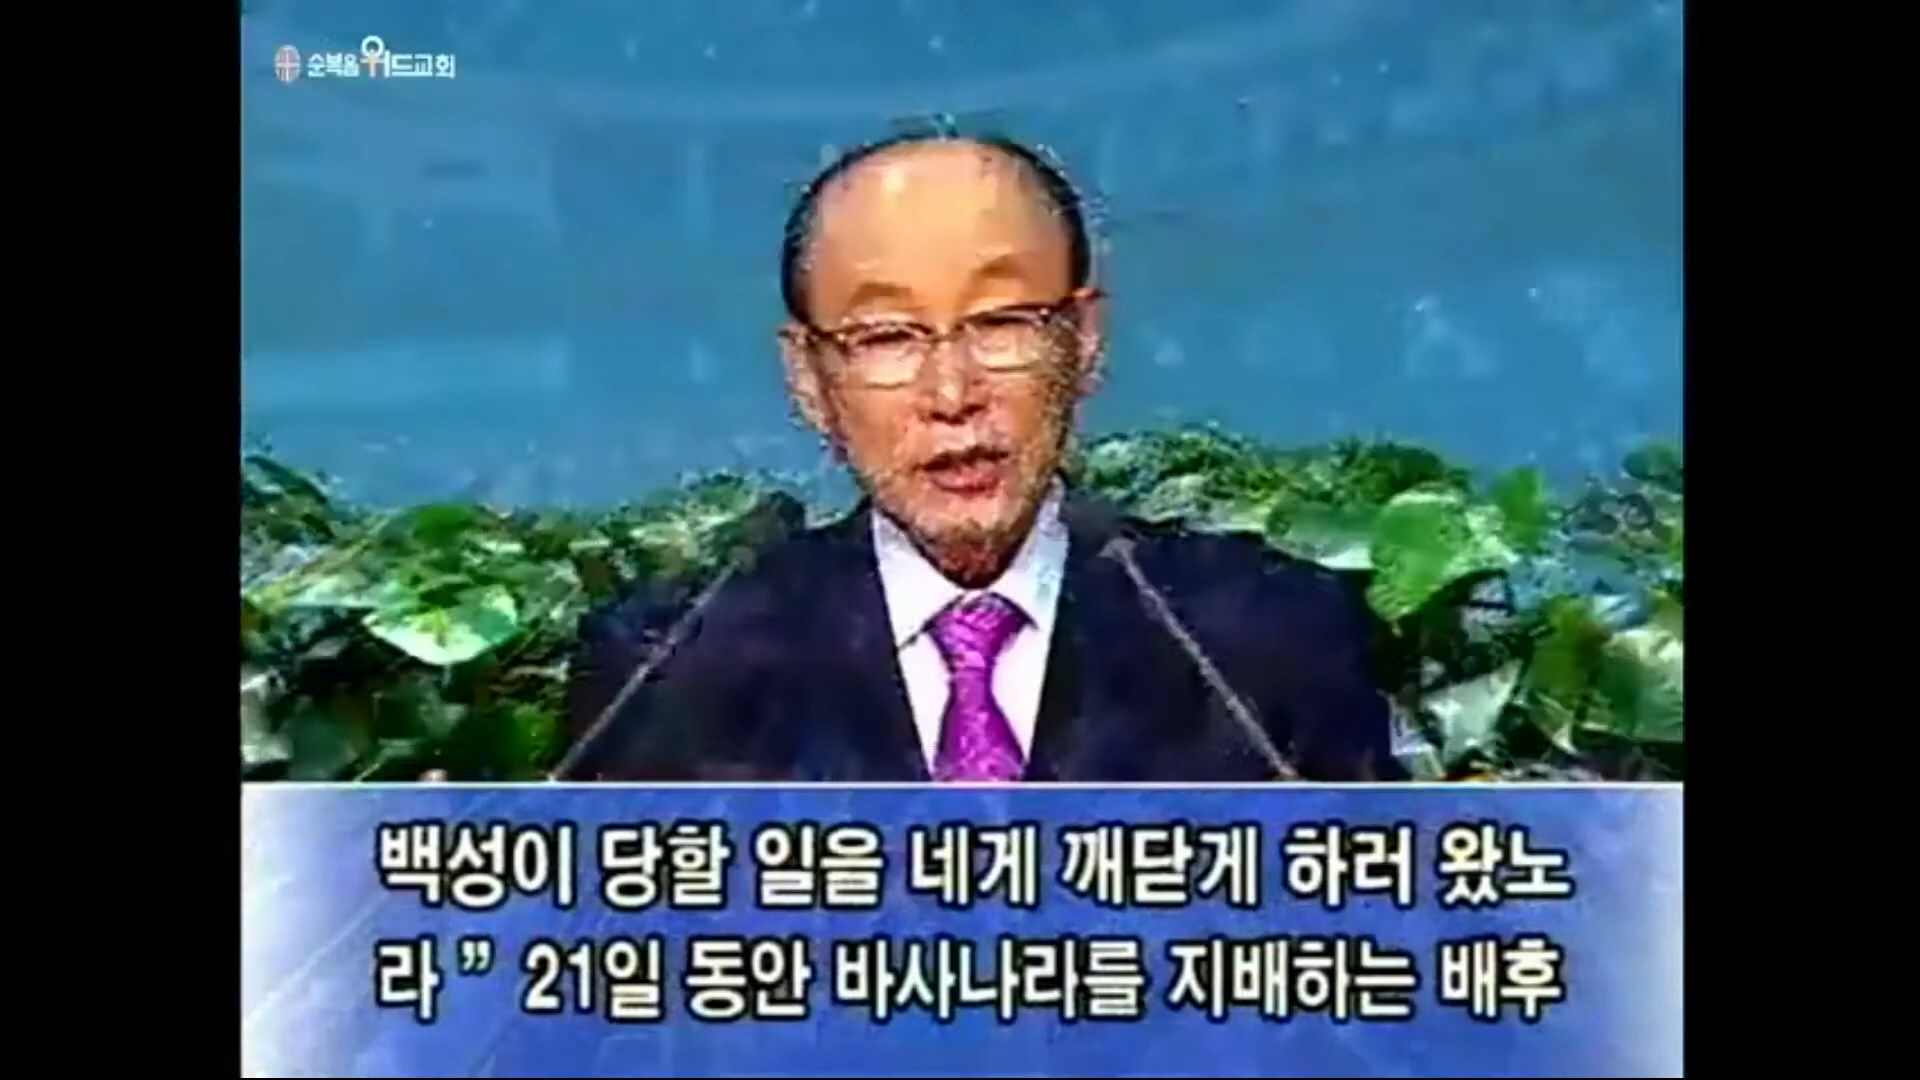 순복음워드교회
백성이 당할 일을 네게 깨닫게 하러 왔노
라 ” 21일 동안 바사나라를 지배하는 배후